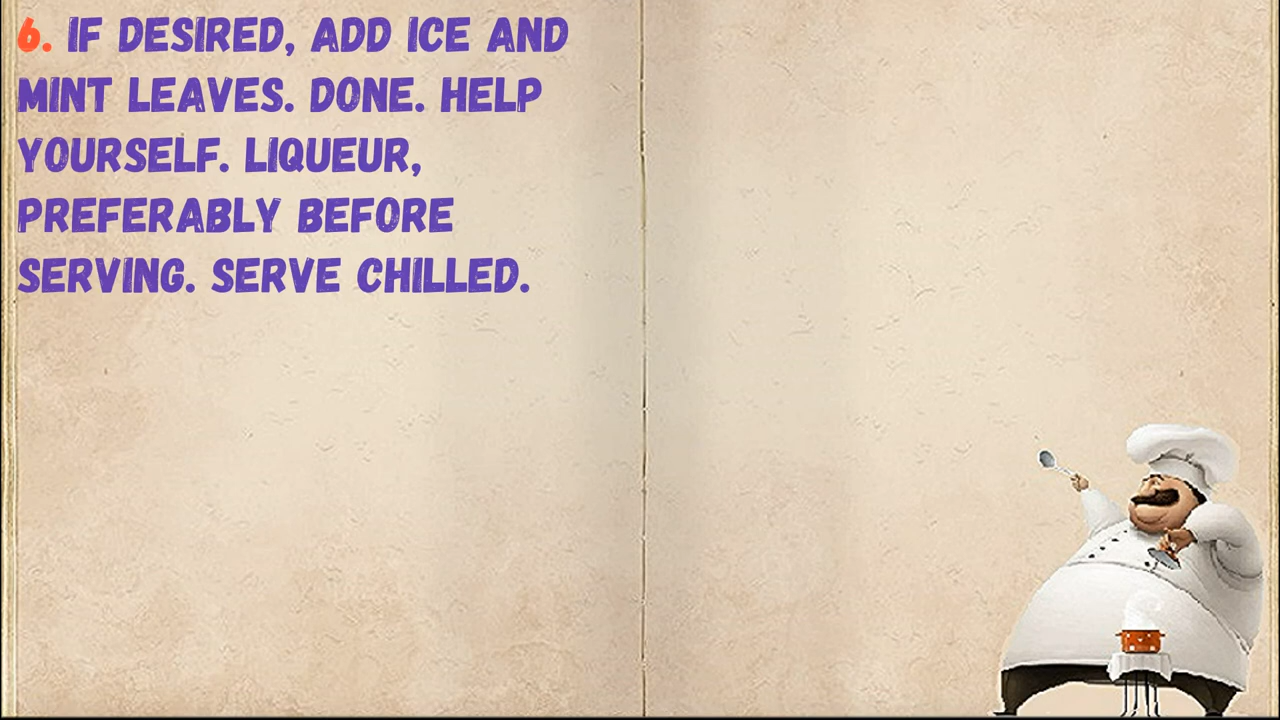 6. IF DESIRED, ADD ICE AND
MINT LEAVES. DONE. HELP
YOURSELF. LIQUEUR,
PREFERABLY BEFORE
SERVING. SERVE CHILLED.